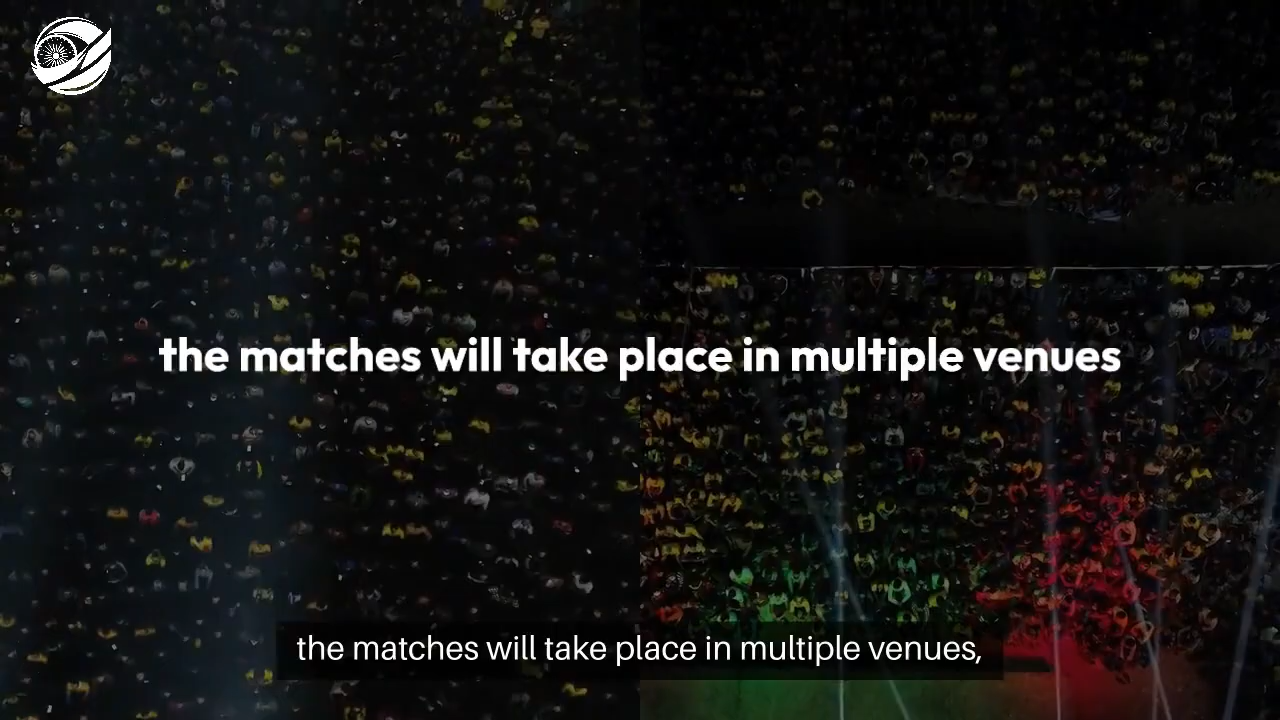 the matches will take place in multiple venues
the matches will take place in multiple venues,